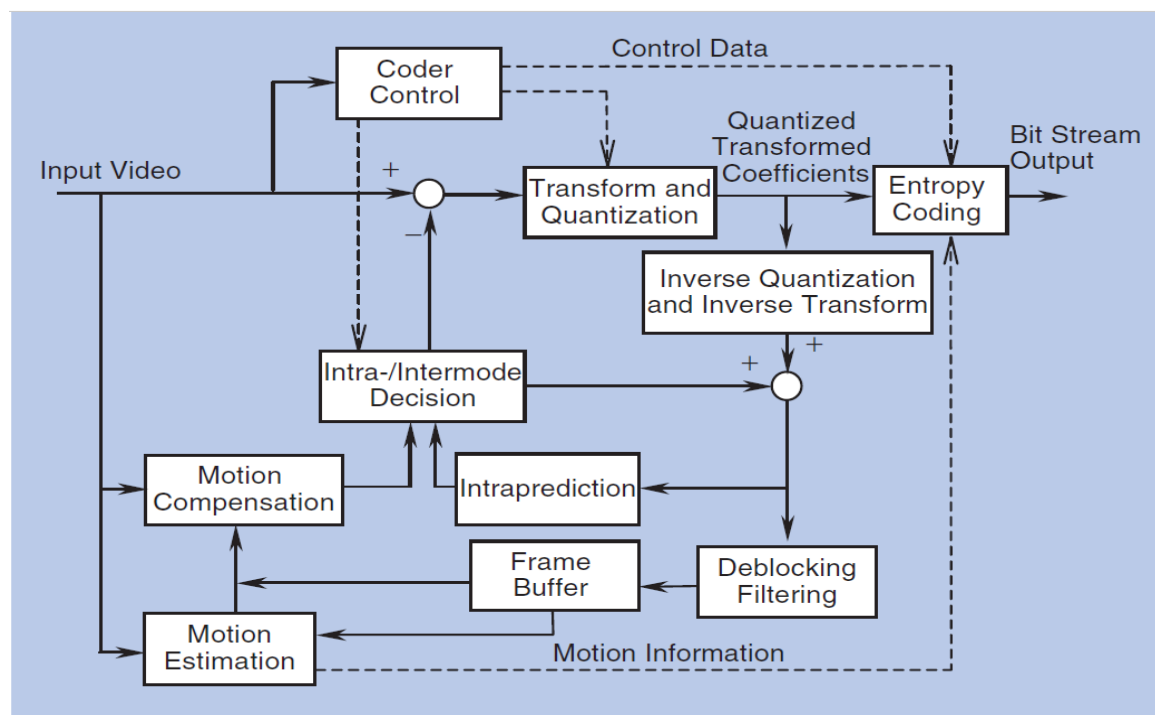 Control Data
Coder
Control
Quantized
Transformed
Coefficients
Bit Stream
Output
Input Video
+
−
Transform and
Quantization
Entropy
Coding
Inverse Quantization
and Inverse Transform
+
+
Intra-/Intermode
Decision
Motion
Compensation
Intraprediction
Frame
Buffer
Deblocking
Filtering
Motion
Estimation
Motion Information